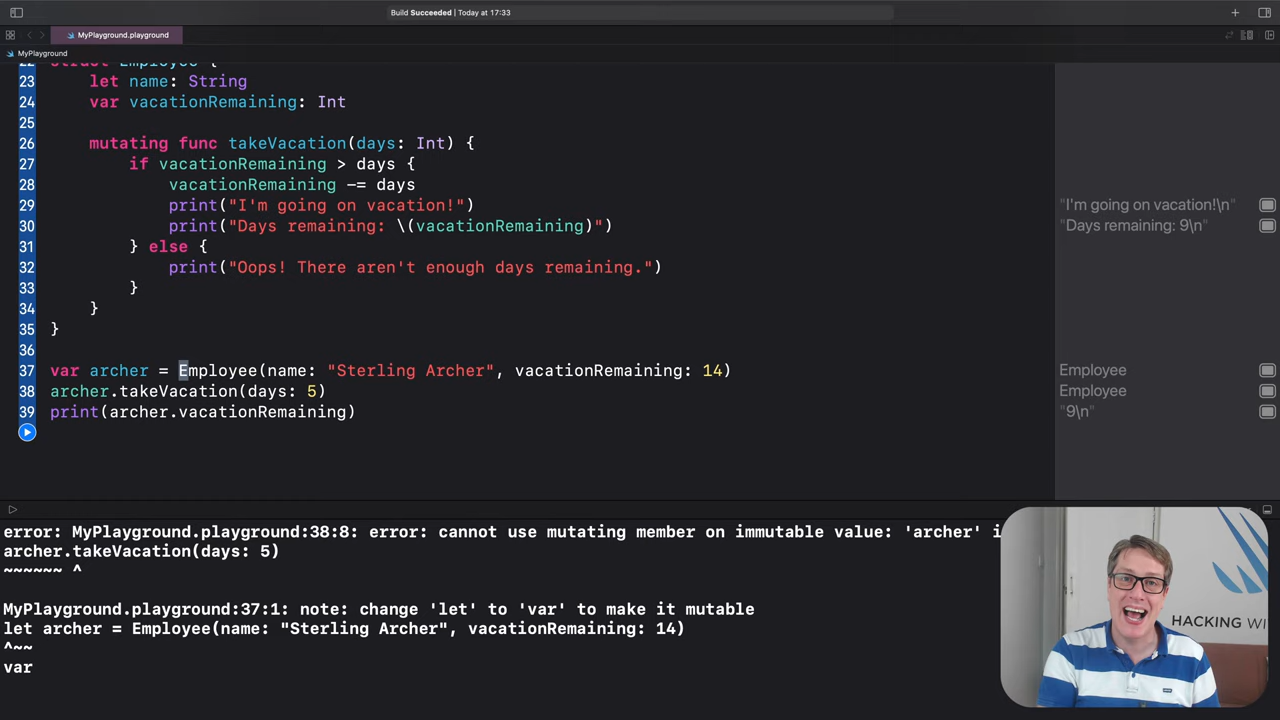 Build Succeeded | Today at 17:33
MyPlayground.playground
MyPlayground
22 struct Employee {
23 let name: String
24 var vacationRemaining: Int
25
26 mutating func takeVacation(days: Int) {
27 if vacationRemaining > days {
28 vacationRemaining -= days
29 print("I'm going on vacation!") "I'm going on vacation!\n"
30 print("Days remaining: \(vacationRemaining)") "Days remaining: 9\n"
31 } else {
32 print("Oops! There aren't enough days remaining.")
33 }
34 }
35 }
36
37 var archer = Employee(name: "Sterling Archer", vacationRemaining: 14) Employee
38 archer.takeVacation(days: 5) Employee
39 print(archer.vacationRemaining) "9\n"
error: MyPlayground.playground:38:8: error: cannot use mutating member on immutable value: 'archer' i
archer.takeVacation(days: 5)
~~~~~~ ^
MyPlayground.playground:37:1: note: change 'let' to 'var' to make it mutable
let archer = Employee(name: "Sterling Archer", vacationRemaining: 14)
^~~
var
HACKING WI